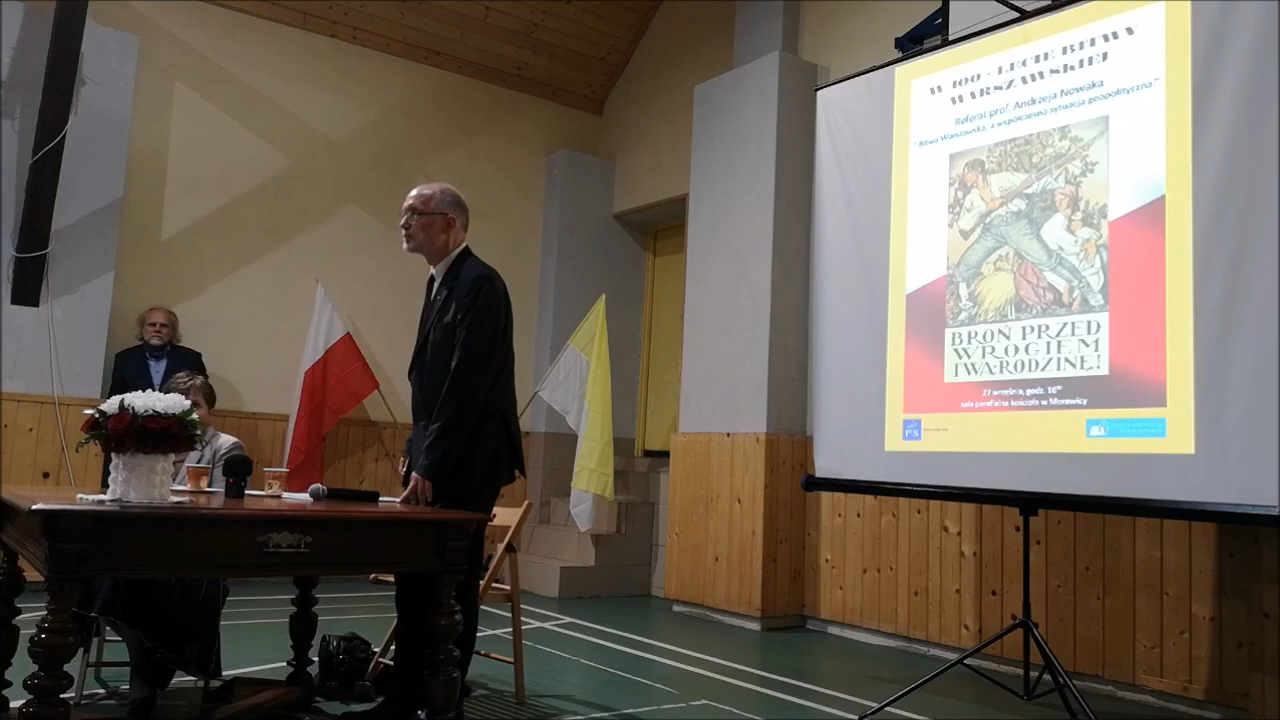 W 100 - LECIE BITWY
WARSZAWSKIEJ
Referat prof. Andrzeja Nowaka
"Bitwa Warszawska, a współczesna sytuacja geopolityczna."
BROŃ PRZED
WROGIEM
TWĄ·RODZINĘ!
27 września, godz. 16
sala parafialna kościoła w Morawicy
PiS